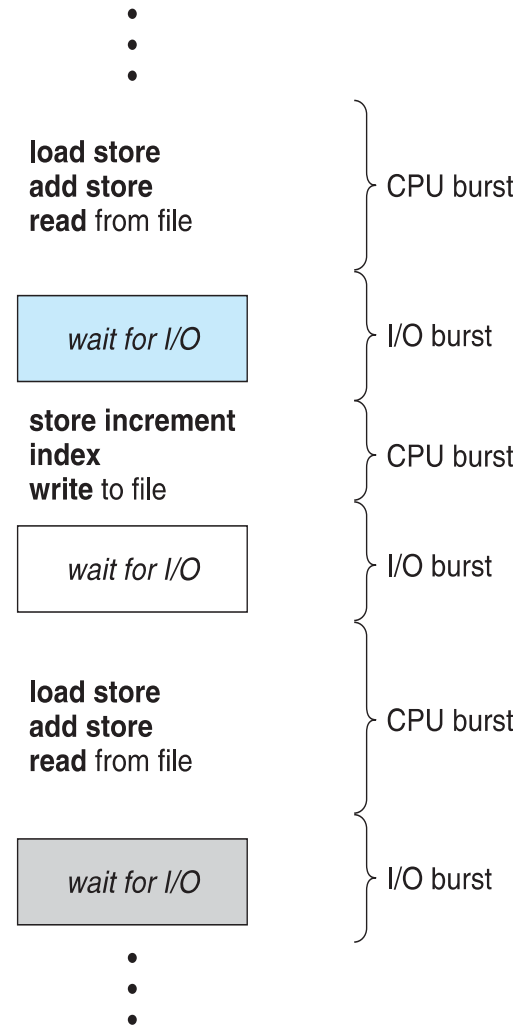 load store
add store
read from file
CPU burst
wait for I/O
I/O burst
store increment
index
write to file
CPU burst
wait for I/O
I/O burst
load store
add store
read from file
CPU burst
wait for I/O
I/O burst